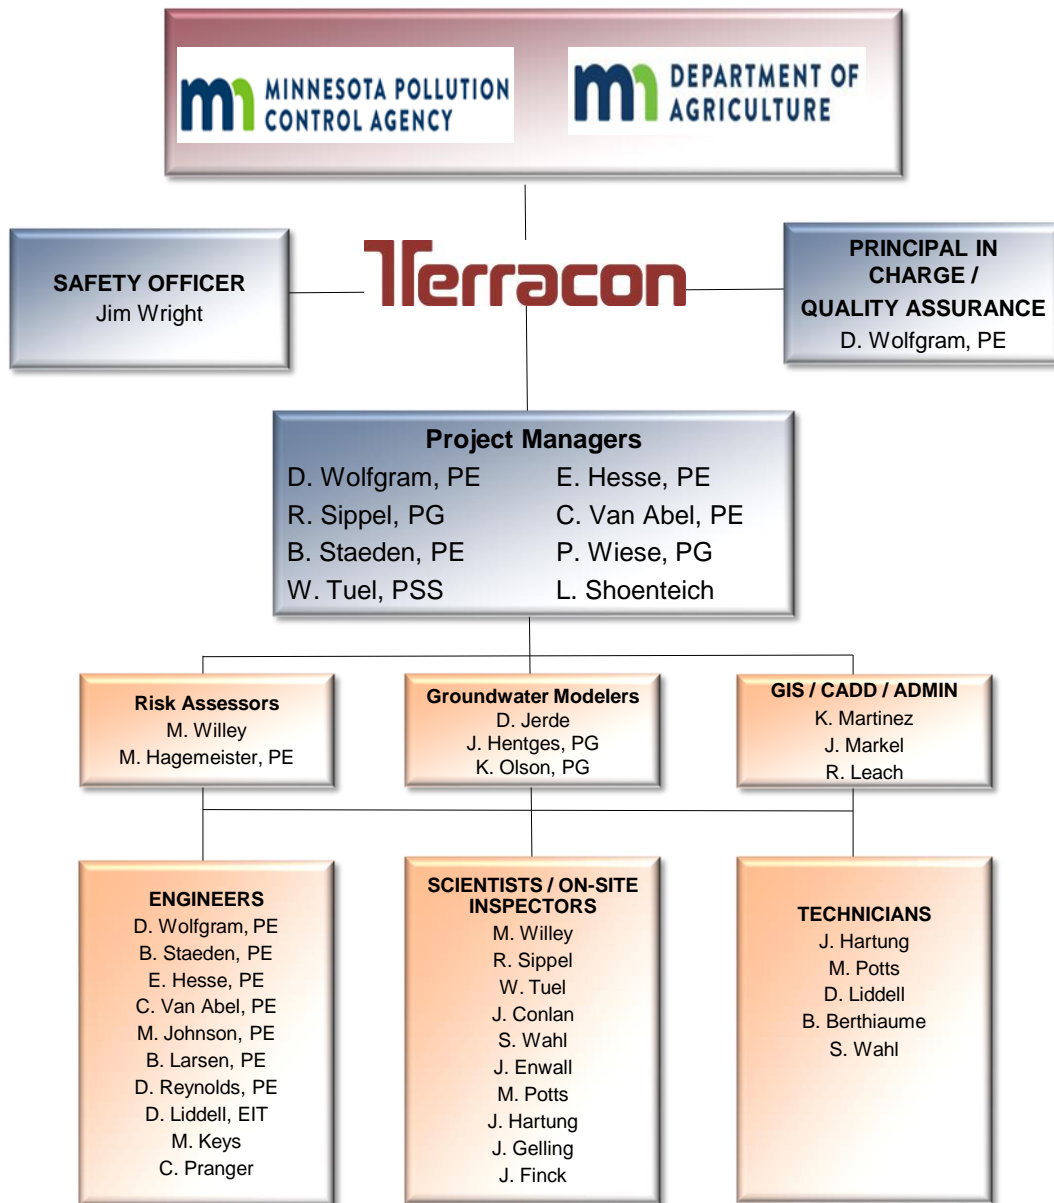 MINNESOTA POLLUTION
CONTROL AGENCY
DEPARTMENT OF
AGRICULTURE
SAFETY OFFICER
Jim Wright
Terracon
PRINCIPAL IN
CHARGE /
QUALITY ASSURANCE
D. Wolfgram, PE
Project Managers
D. Wolfgram, PE
R. Sippel, PG
B. Staeden, PE
W. Tuel, PSS
E. Hesse, PE
C. Van Abel, PE
P. Wiese, PG
L. Shoenteich
Risk Assessors
M. Willey
M. Hagemeister, PE
Groundwater Modelers
D. Jerde
J. Hentges, PG
K. Olson, PG
GIS / CADD / ADMIN
K. Martinez
J. Markel
R. Leach
ENGINEERS
D. Wolfgram, PE
B. Staeden, PE
E. Hesse, PE
C. Van Abel, PE
M. Johnson, PE
B. Larsen, PE
D. Reynolds, PE
D. Liddell, EIT
M. Keys
C. Pranger
SCIENTISTS / ON-SITE
INSPECTORS
M. Willey
R. Sippel
W. Tuel
J. Conlan
S. Wahl
J. Enwall
M. Potts
J. Hartung
J. Gelling
J. Finck
TECHNICIANS
J. Hartung
M. Potts
D. Liddell
B. Berthiaume
S. Wahl